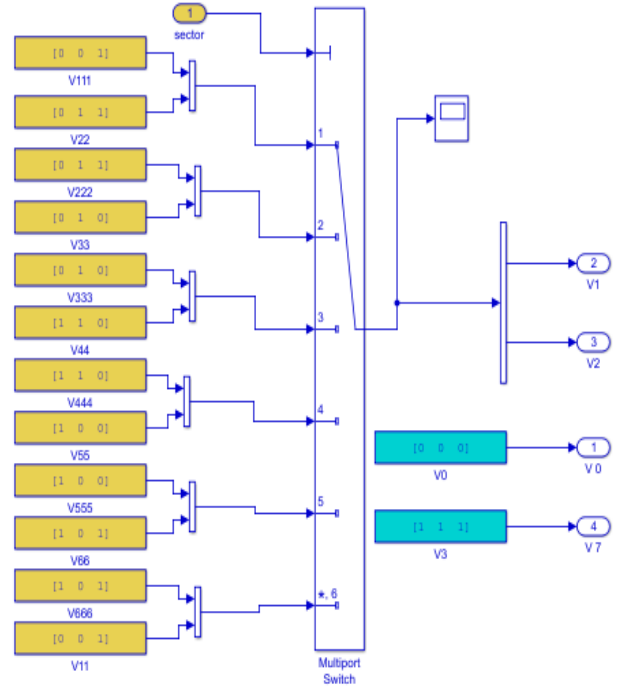 1
sector
[0 0 1]
V111
[0 1 1]
V22
[0 1 1]
V222
[0 1 0]
V33
[0 1 0]
V333
[1 1 0]
V44
[1 1 0]
V444
[1 0 0]
V55
[1 0 0]
V555
[1 0 1]
V66
[1 0 1]
V666
[0 0 1]
V11
1
2
3
4
5
*, 6
Multiport
Switch
2
V1
3
V2
[0 0 0]
V0
1
V 0
[1 1 1]
V3
4
V 7